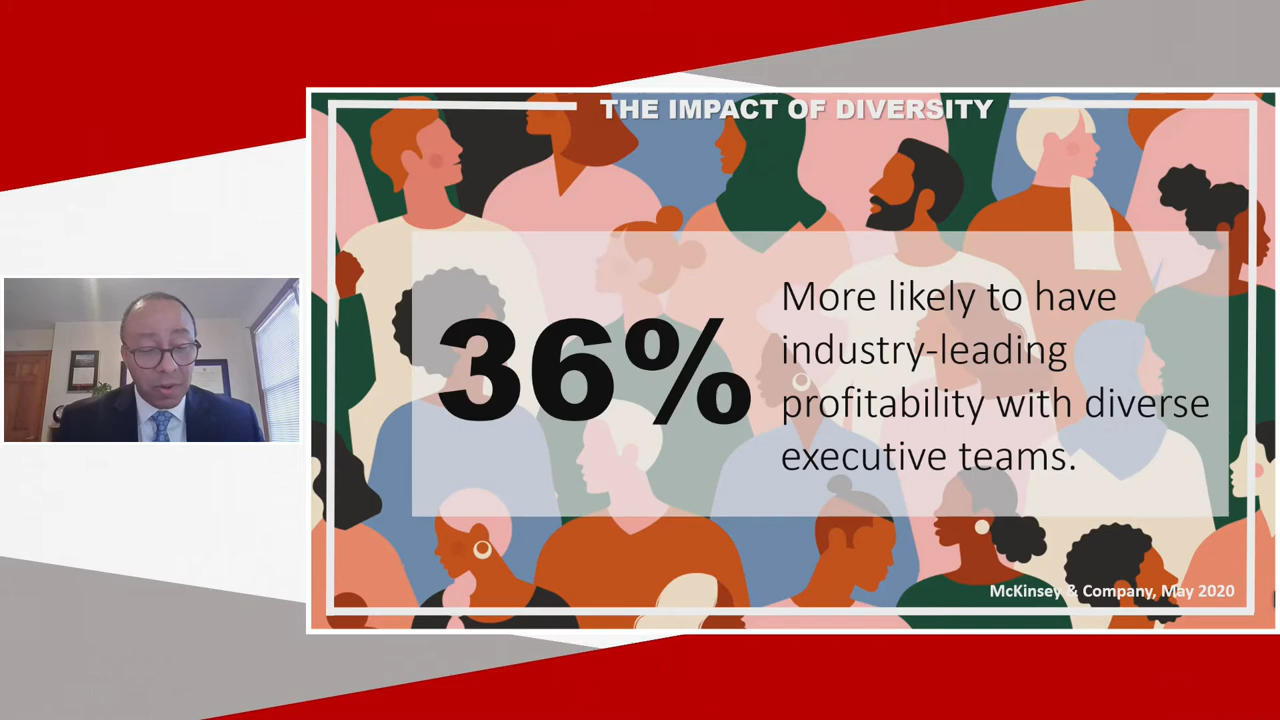 THE IMPACT OF DIVERSITY
36%
More likely to have
industry-leading
profitability with diverse
executive teams.
McKinsey & Company, May 2020